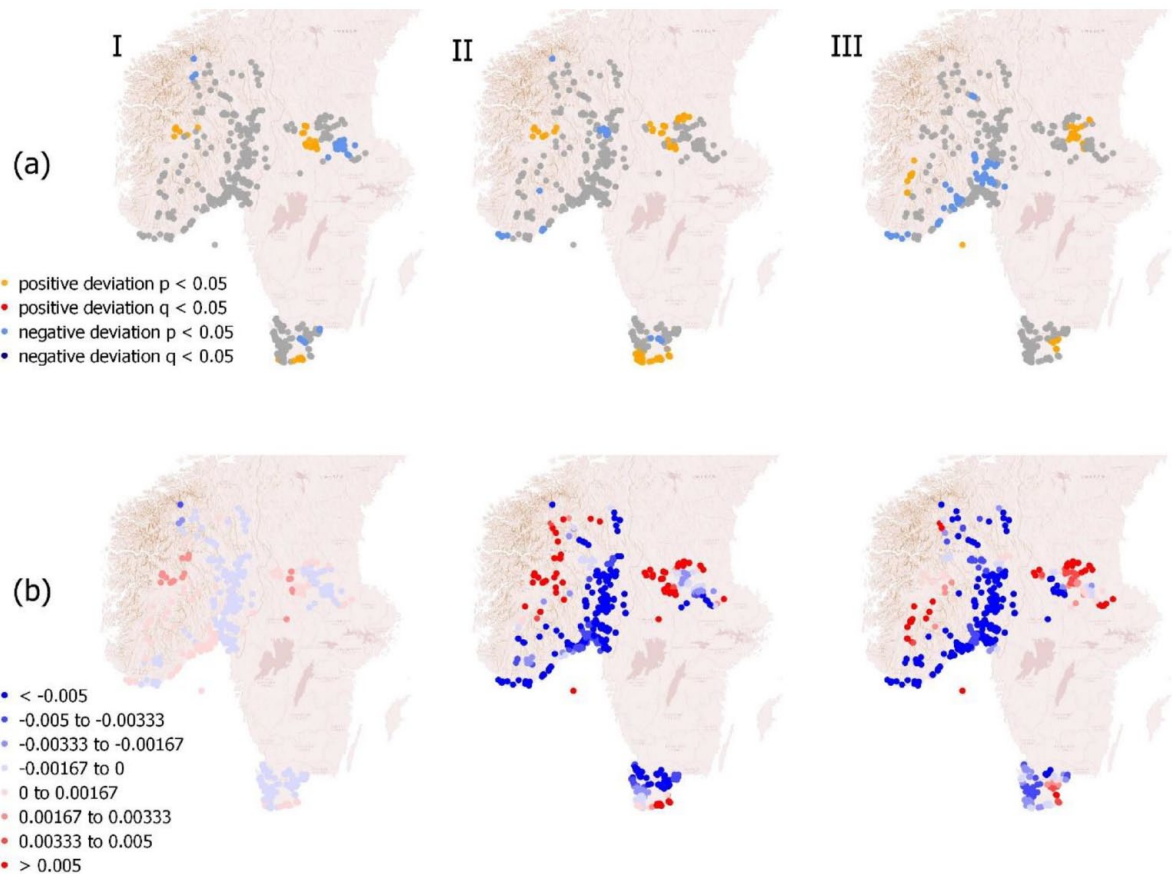 I
II
III
(a)
positive deviation p < 0.05
positive deviation q < 0.05
negative deviation p < 0.05
negative deviation q < 0.05
(b)
< -0.005
-0.005 to -0.00333
-0.00333 to -0.00167
-0.00167 to 0
0 to 0.00167
0.00167 to 0.00333
0.00333 to 0.005
> 0.005